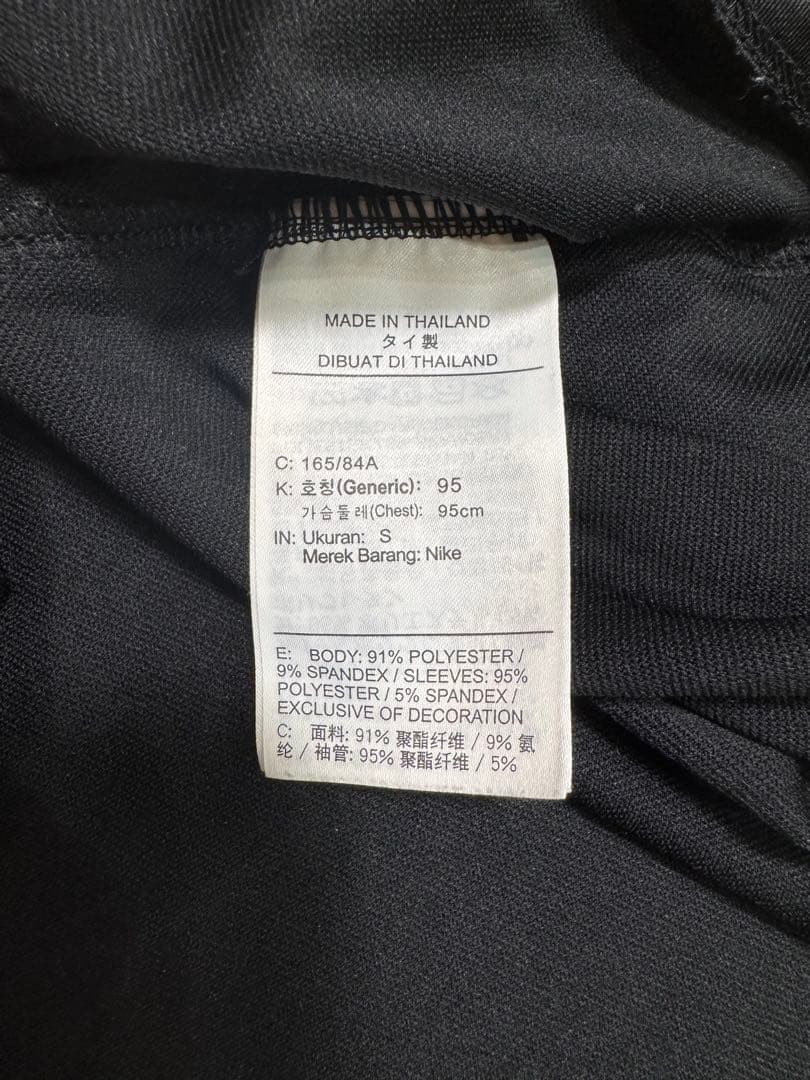 MADE IN THAILAND
タイ製
DIBUAT DI THAILAND
C: 165/84A
K: 호칭(Generic): 95
가슴둘레(Chest): 95cm
IN: Ukuran: S
Merek Barang: Nike
E: BODY: 91% POLYESTER /
9% SPANDEX / SLEEVES: 95%
POLYESTER / 5% SPANDEX /
EXCLUSIVE OF DECORATION
C: 面料: 91% 聚酯纤维 / 9% 氨
纶 / 袖管: 95% 聚酯纤维 / 5%